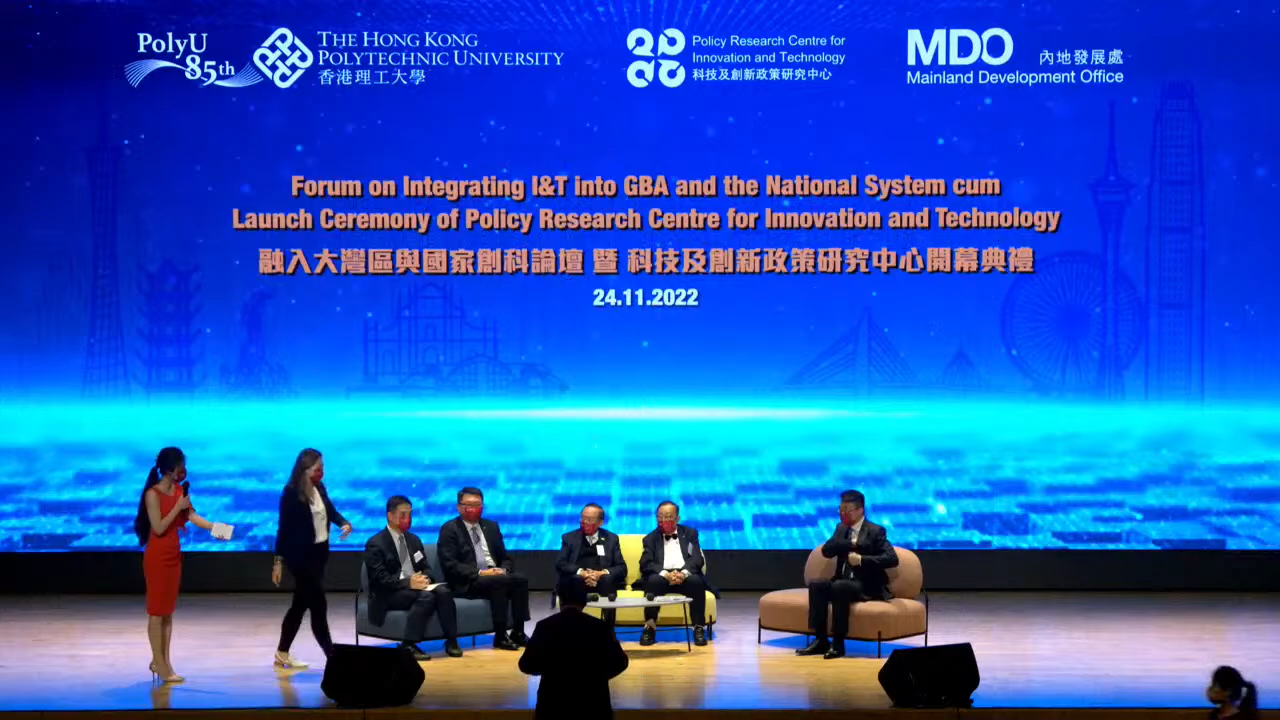 PolyU
85th
THE HONG KONG
POLYTECHNIC UNIVERSITY
香港理工大學
Policy Research Centre for
Innovation and Technology
科技及創新政策研究中心
MDO 內地發展處
Mainland Development Office
Forum on Integrating I&T into GBA and the National System cum
Launch Ceremony of Policy Research Centre for Innovation and Technology
融入大灣區與國家創科論壇 暨 科技及創新政策研究中心開幕典禮
24.11.2022